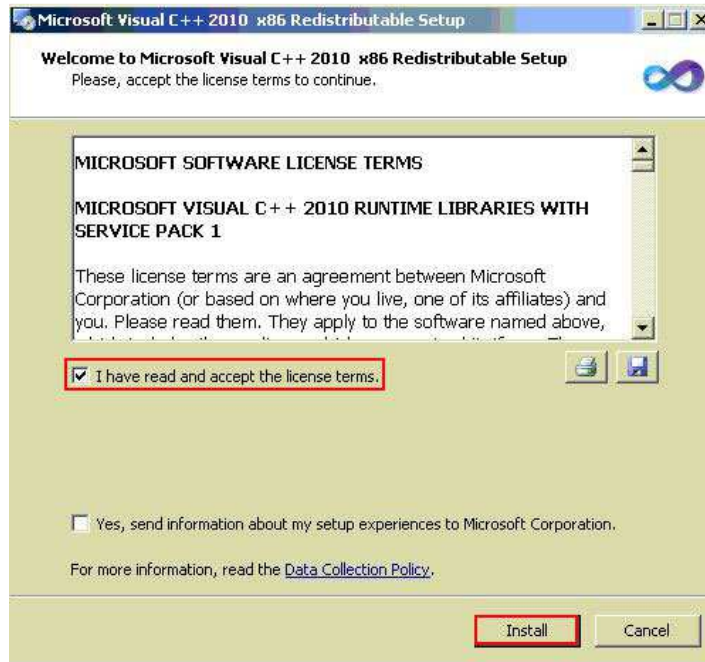 Microsoft Visual C++ 2010 x86 Redistributable Setup
Welcome to Microsoft Visual C++ 2010 x86 Redistributable Setup
Please, accept the license terms to continue.
MICROSOFT SOFTWARE LICENSE TERMS
MICROSOFT VISUAL C++ 2010 RUNTIME LIBRARIES WITH
SERVICE PACK 1
These license terms are an agreement between Microsoft
Corporation (or based on where you live, one of its affiliates) and
you. Please read them. They apply to the software named above,
I have read and accept the license terms.
Yes, send information about my setup experiences to Microsoft Corporation.
For more information, read the Data Collection Policy.
Install
Cancel